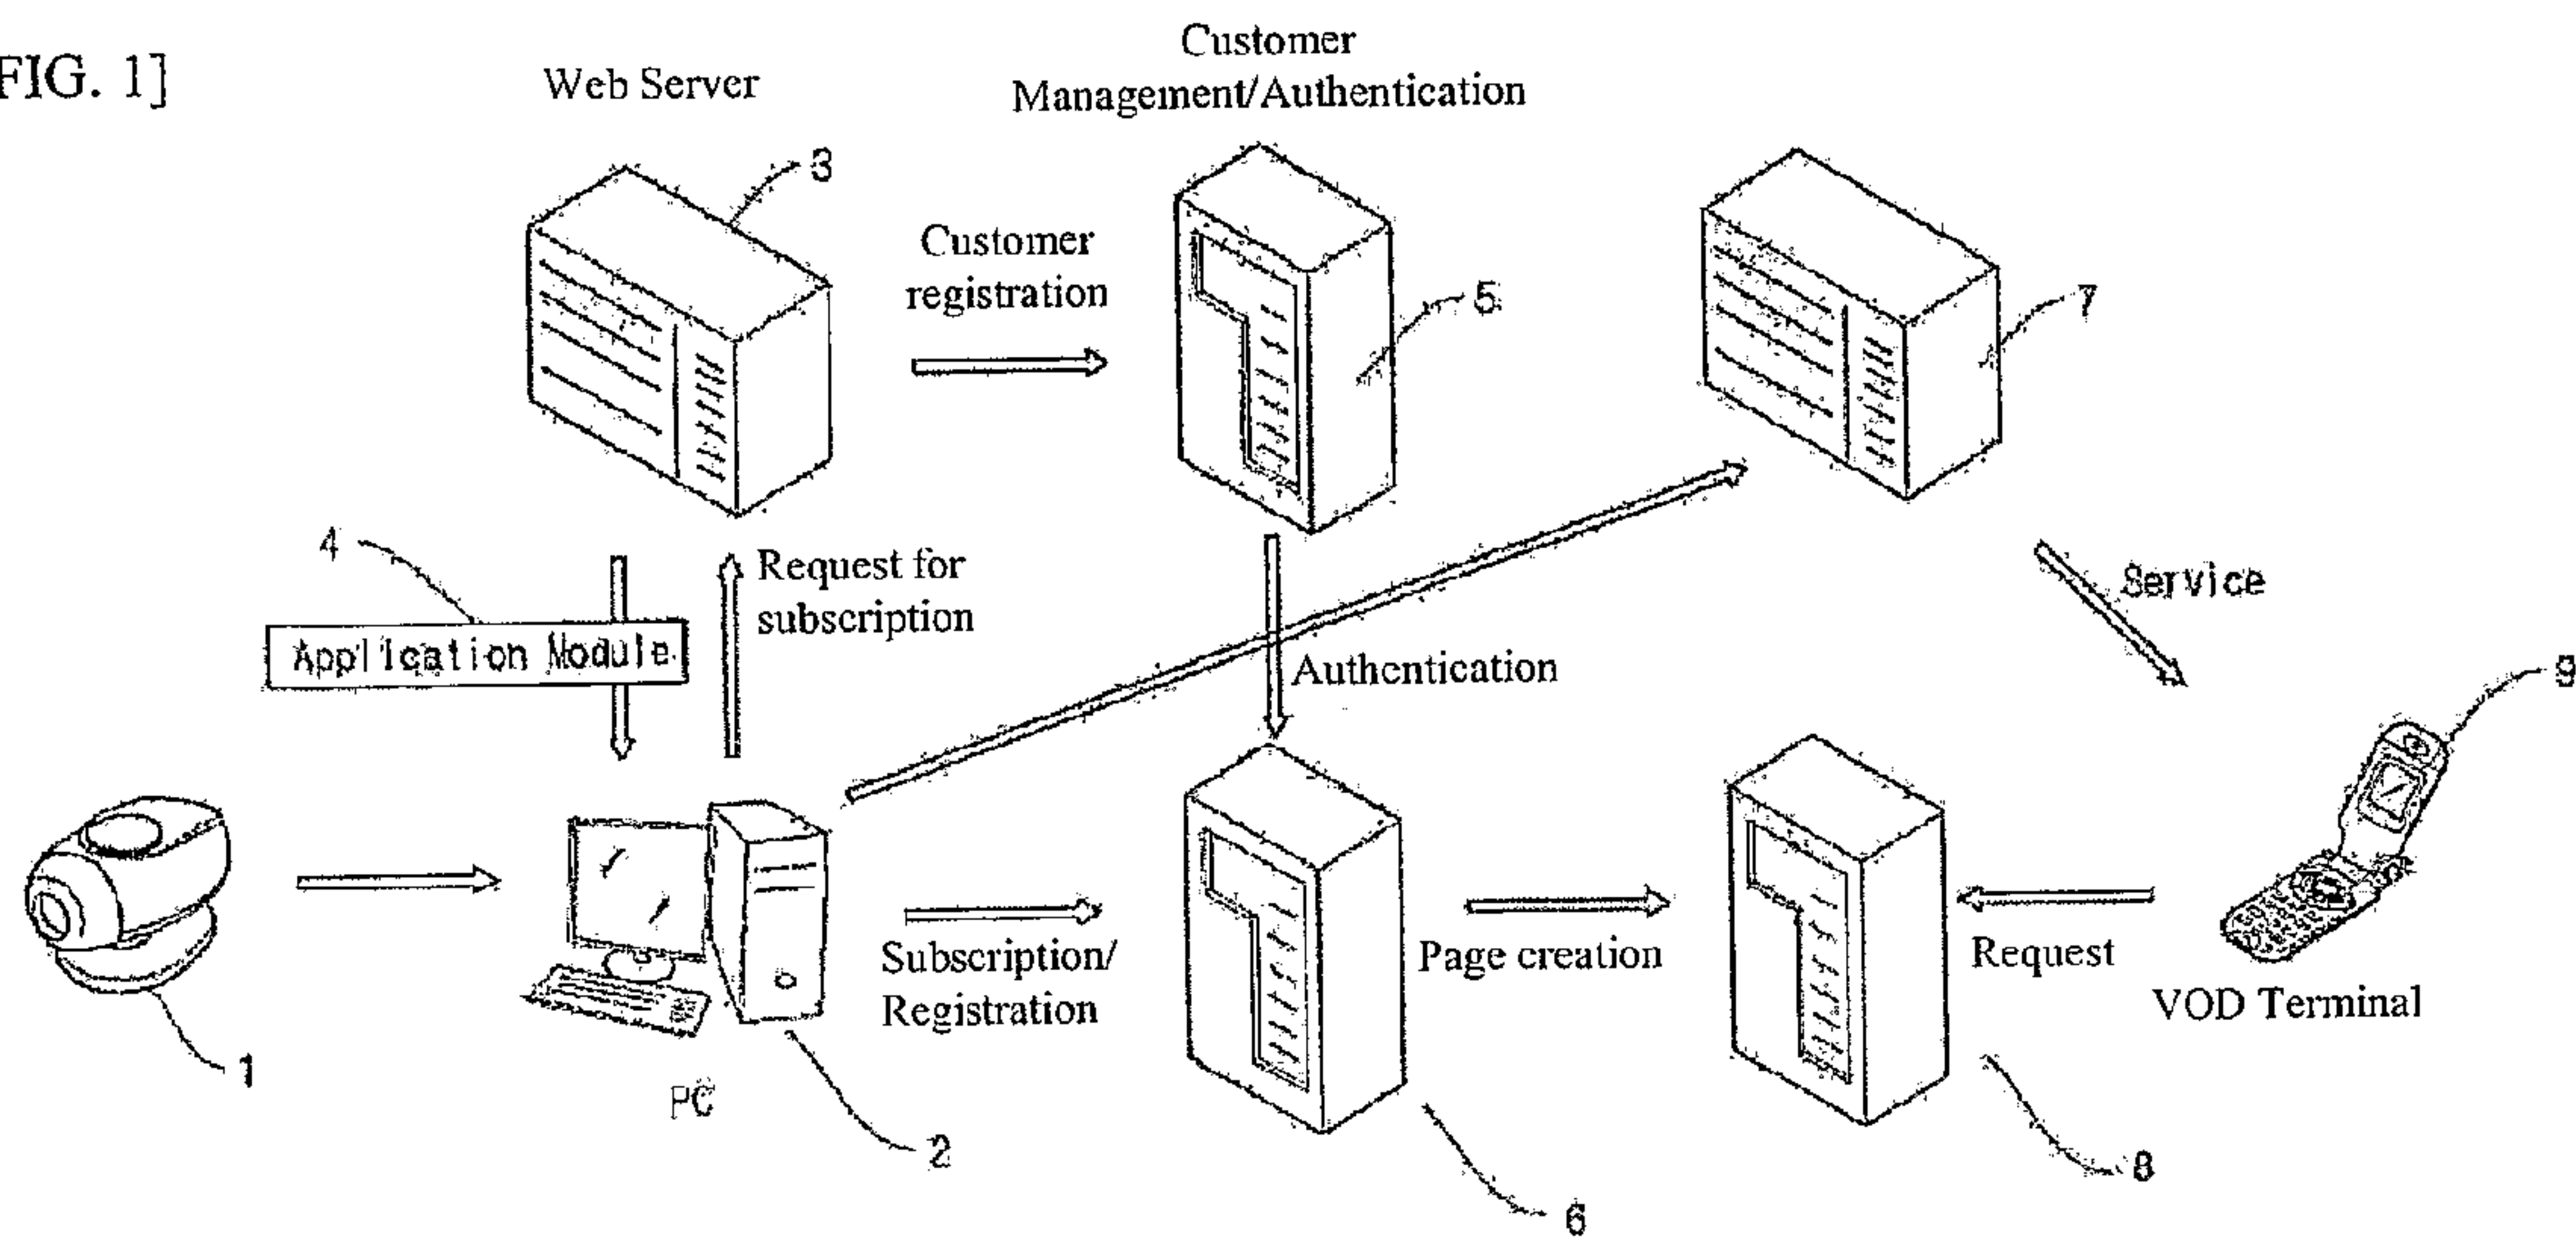 FIG. 1]
Web Server
Customer
Management/Authentication
3
Customer
registration
5
7
4
Request for
subscription
Application Module
Service
Authentication
9
1
PC
2
Subscription/
Registration
Page creation
Request
VOD Terminal
6
8